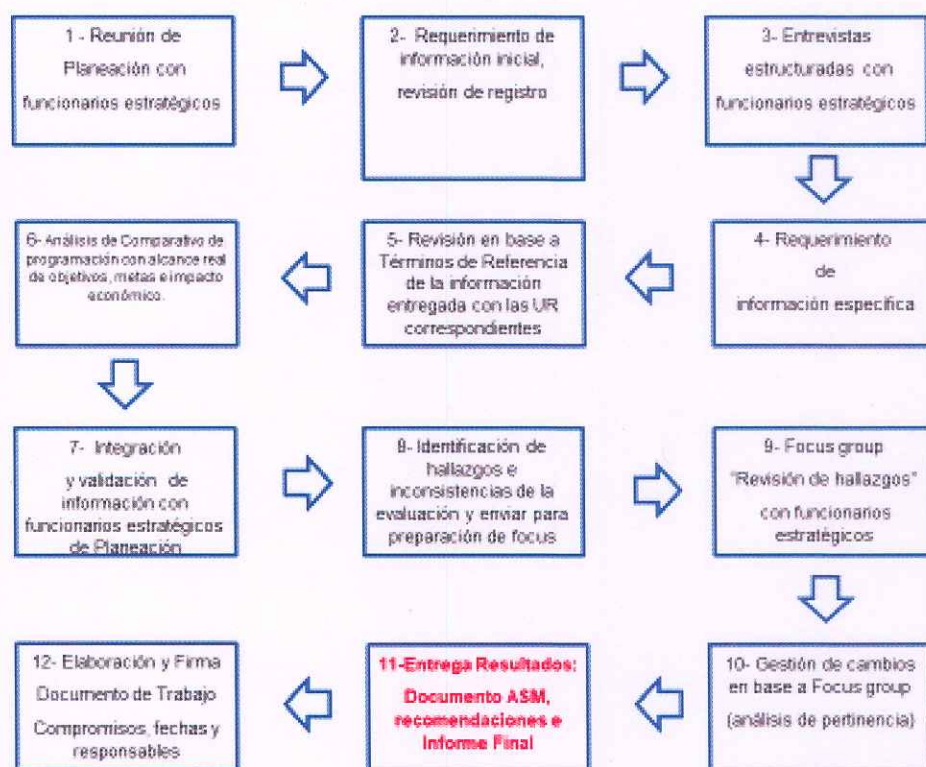 1 - Reunión de
Planeación con
funcionarios estratégicos
2- Requerimiento de
información inicial,
revisión de registro
3- Entrevistas
estructuradas con
funcionarios estratégicos
4- Requerimiento
de
información específica
5- Revisión en base a
Términos de Referencia
de la información
entregada con las UR
correspondientes
6- Análisis de Comparativo de
programación con alcance real
de objetivos, metas e impacto
económico.
7- Integración
y validación de
información con
funcionarios estratégicos
de Planeación
8- Identificación de
hallazgos e
inconsistencias de la
evaluación y enviar para
preparación de focus
9- Focus group
"Revisión de hallazgos"
con funcionarios
estratégicos
10- Gestión de cambios
en base a Focus group
(análisis de pertinencia)
11-Entrega Resultados:
Documento ASM,
recomendaciones e
Informe Final
12- Elaboración y Firma
Documento de Trabajo
Compromisos, fechas y
responsables